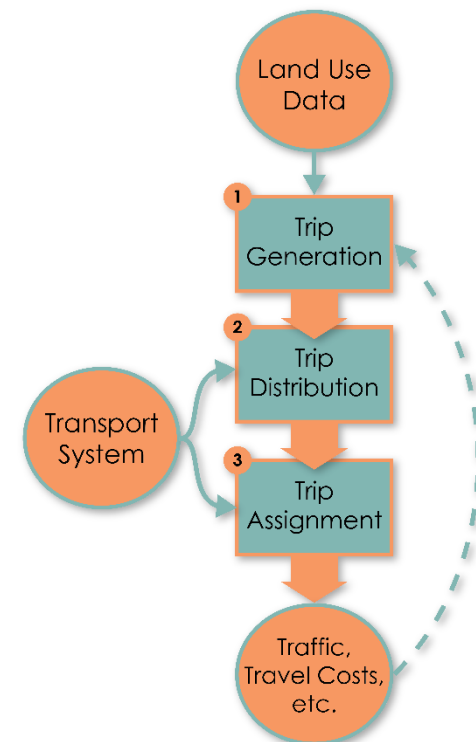 Land Use
Data
1
Trip
Generation
2
Trip
Distribution
Transport
System
3
Trip
Assignment
Traffic,
Travel Costs,
etc.